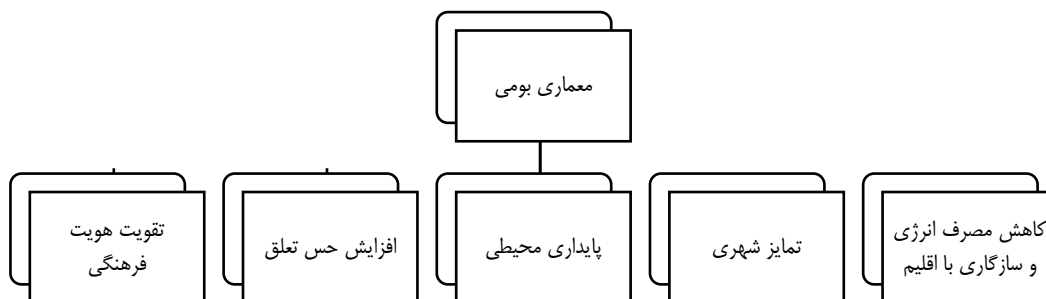 معماری بومی
کاهش مصرف انرژی
و سازگاری با اقلیم
تمایز شهری
پایداری محیطی
افزایش حس تعلق
تقویت هویت
فرهنگی